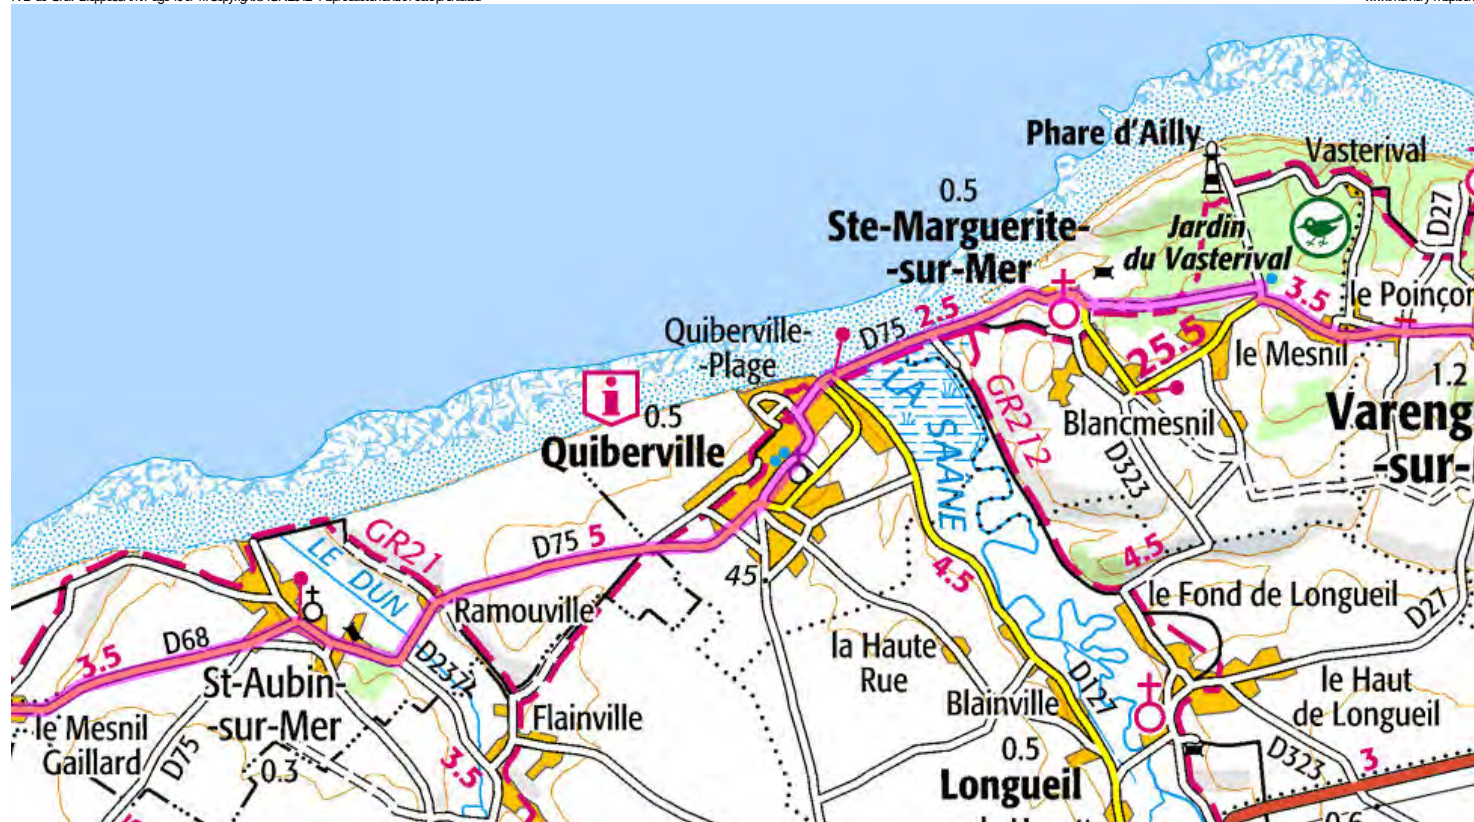 Phare d'Ailly
Vasterival
0.5
Ste-Marguerite-
-sur-Mer
Jardin
du Vasterival
D27
3.5
le Poinçon
Quiberville-
-Plage
D75
2.5
25.5
le Mesnil
i
0.5
Quiberville
LA SAÂNE
GR212
Blancmesnil
1.2
Vareng
-sur-
D323
GR21
LE DUN
D75
5
45
4.5
4.5
le Fond de Longueil
D27
Ramouville
D68
3.5
D237
la Haute
Rue
St-Aubin-
-sur-Mer
Flainville
Blainville
D127
le Haut
de Longueil
le Mesnil
Gaillard
D75
0.3
3.5
0.5
Longueil
D323
3